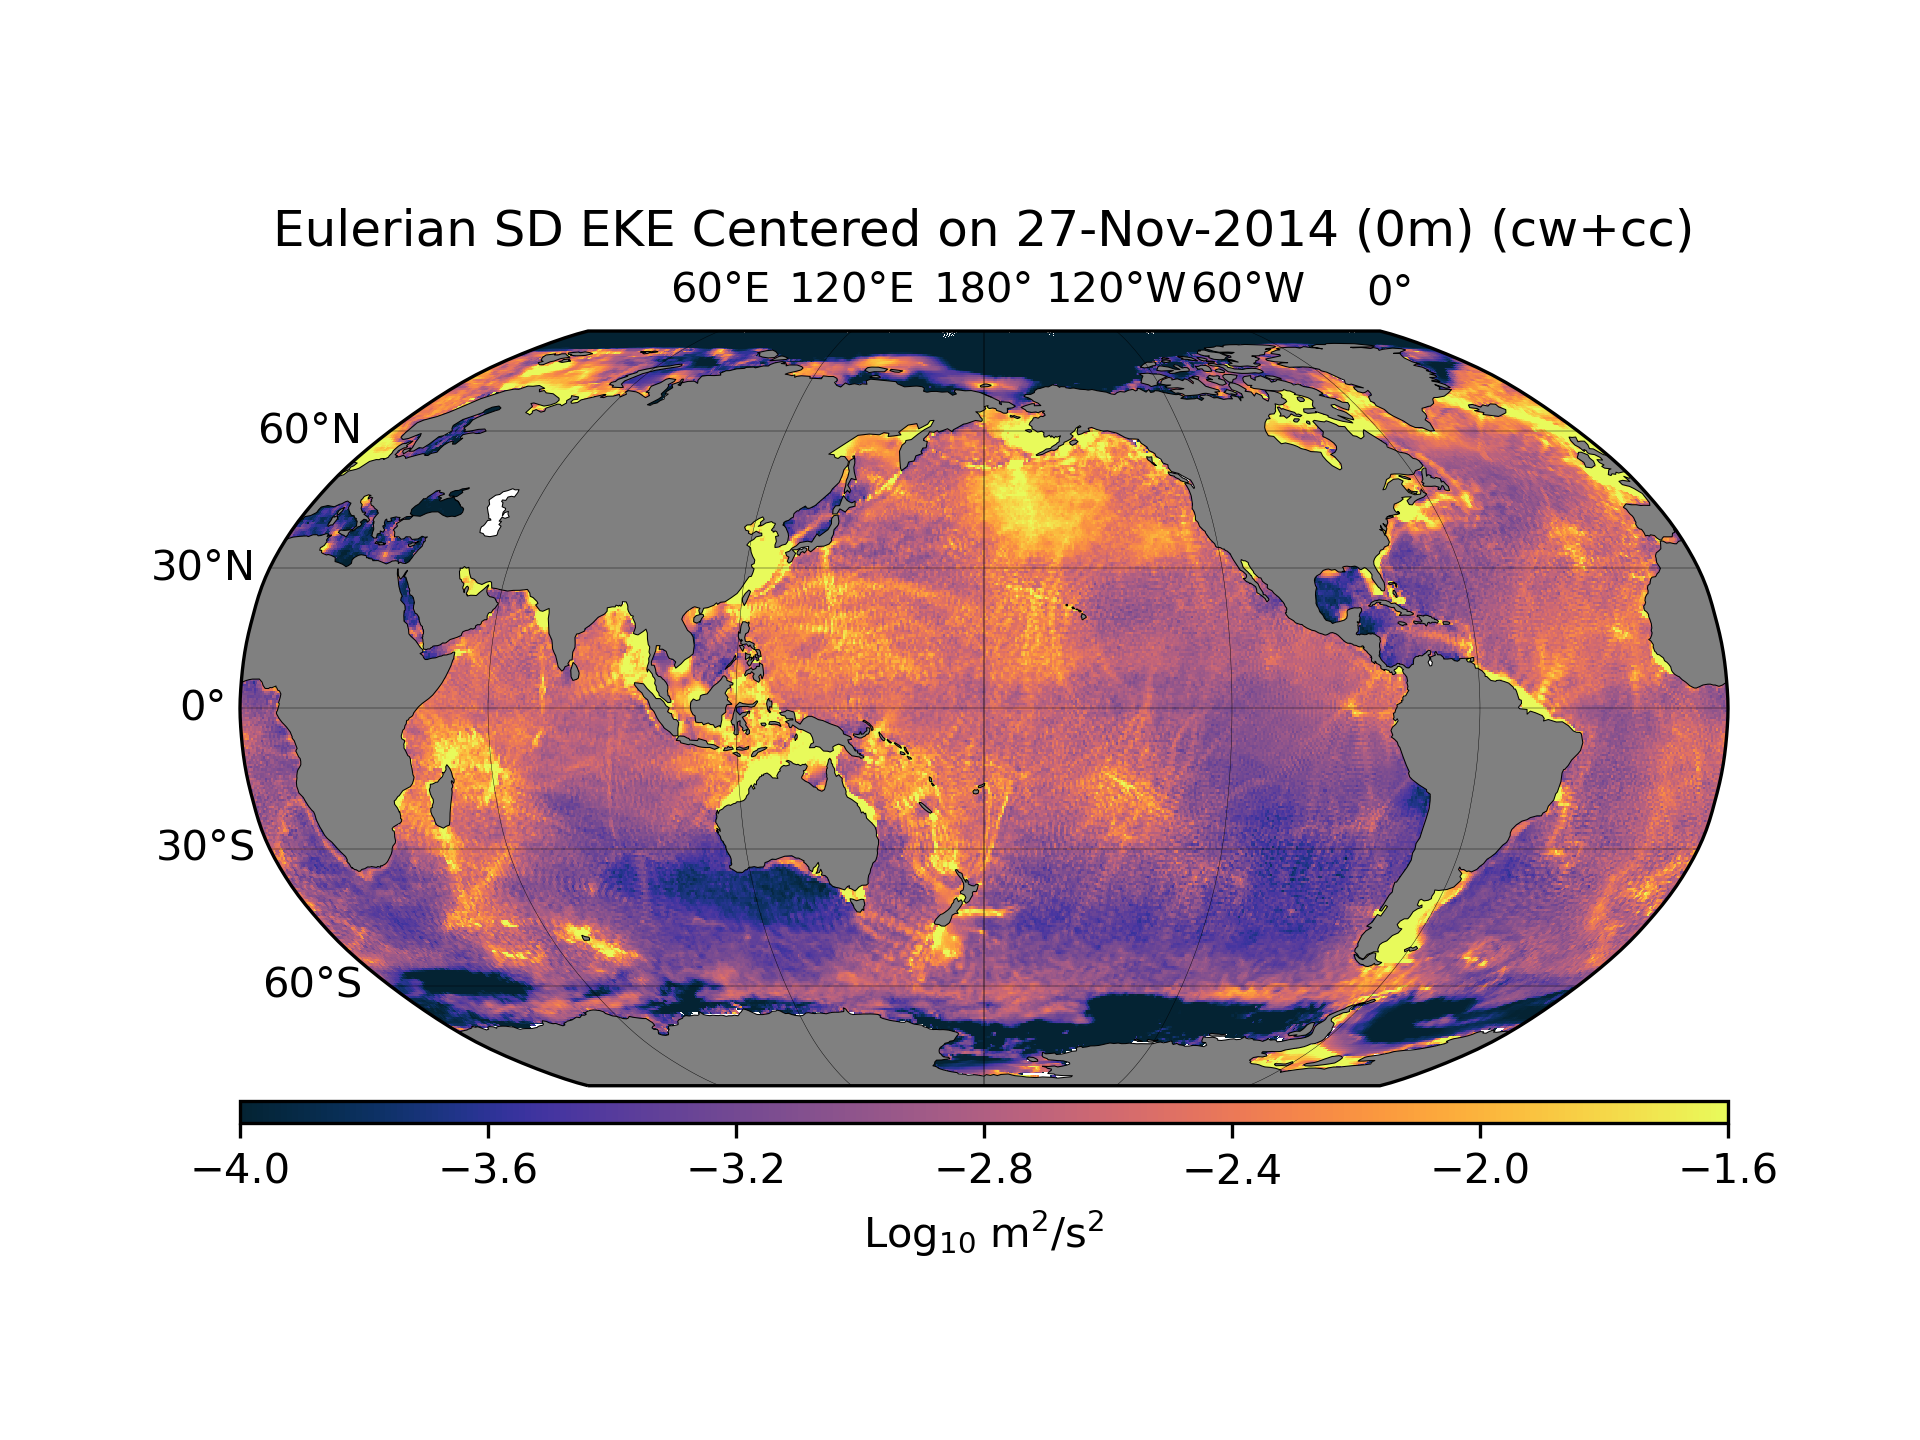 Eulerian SD EKE Centered on 27-Nov-2014 (0m) (cw+cc)
60°E 120°E 180° 120°W 60°W 0°
60°N
30°N
0°
30°S
60°S
−4.0 −3.6 −3.2 −2.8 −2.4 −2.0 −1.6
Log₁₀ m²/s²